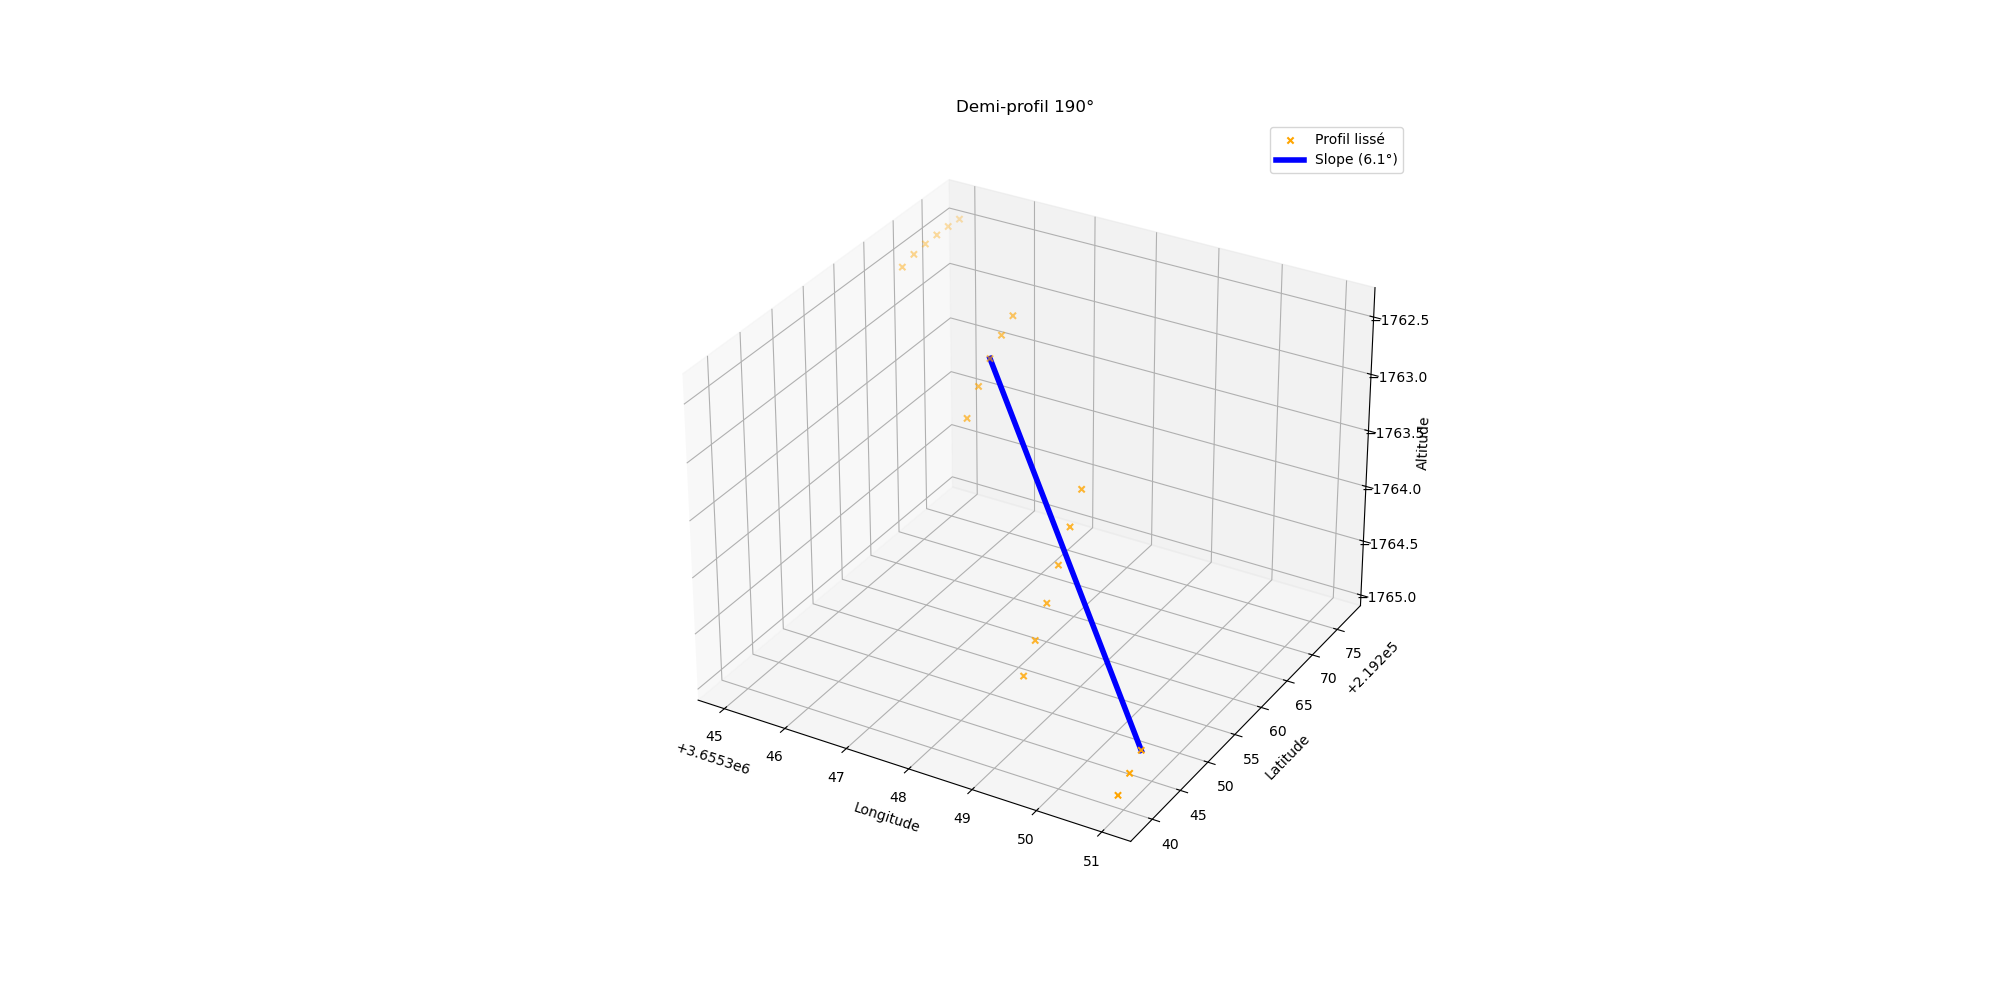 Demi-profil 190°
Profil lissé
Slope (6.1°)
−1762.5
−1763.0
−1763.5
−1764.0
−1764.5
−1765.0
Altitude
75
70
65
60
55
50
45
40
+2.192e5
Latitude
45
46
47
48
49
50
51
+3.6553e6
Longitude